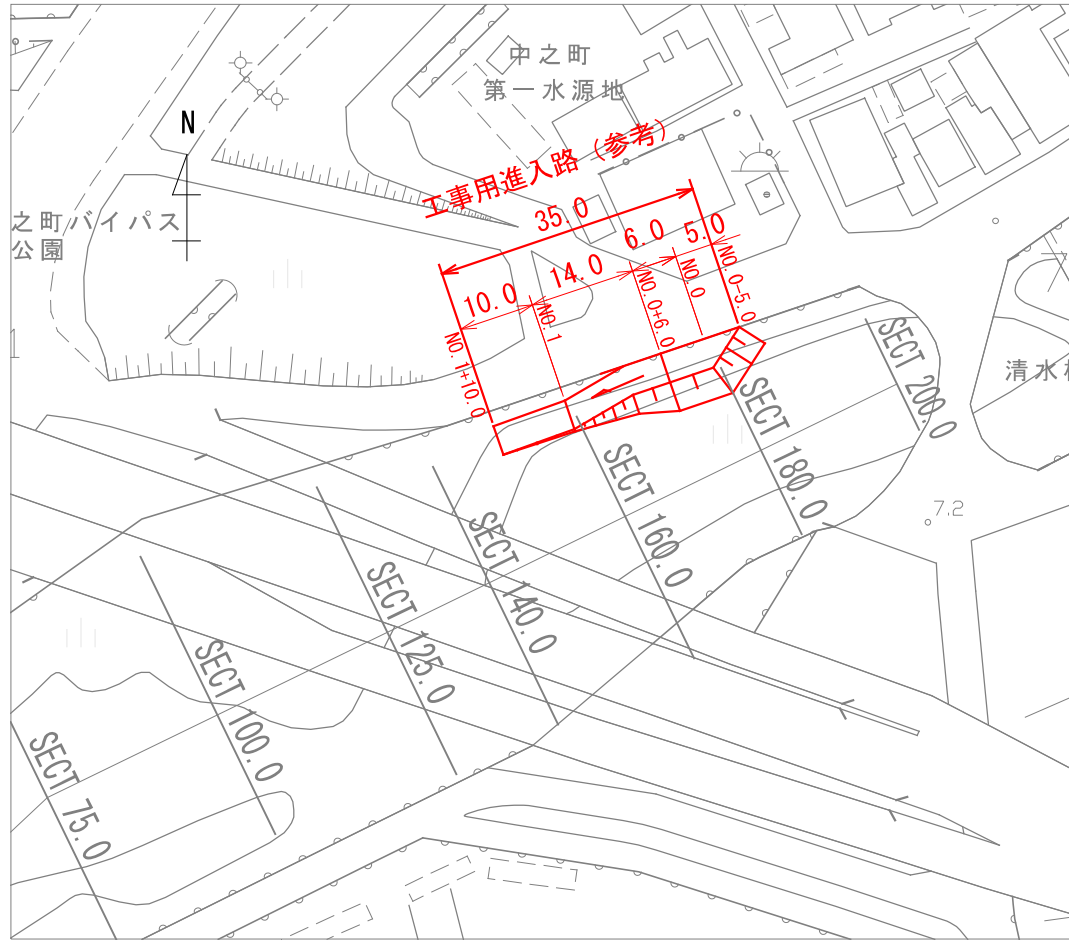 中之町
第一水源地
N
工事用進入路（参考）
35.0
之町バイパス
公園
6.0
5.0
14.0
10.0
NO.1+10.0
NO.1
NO.0+6.0
NO.0
NO.0-5.0
清水
SECT 200.0
SECT 180.0
SECT 160.0
SECT 140.0
SECT 125.0
SECT 100.0
SECT 75.0
7.2